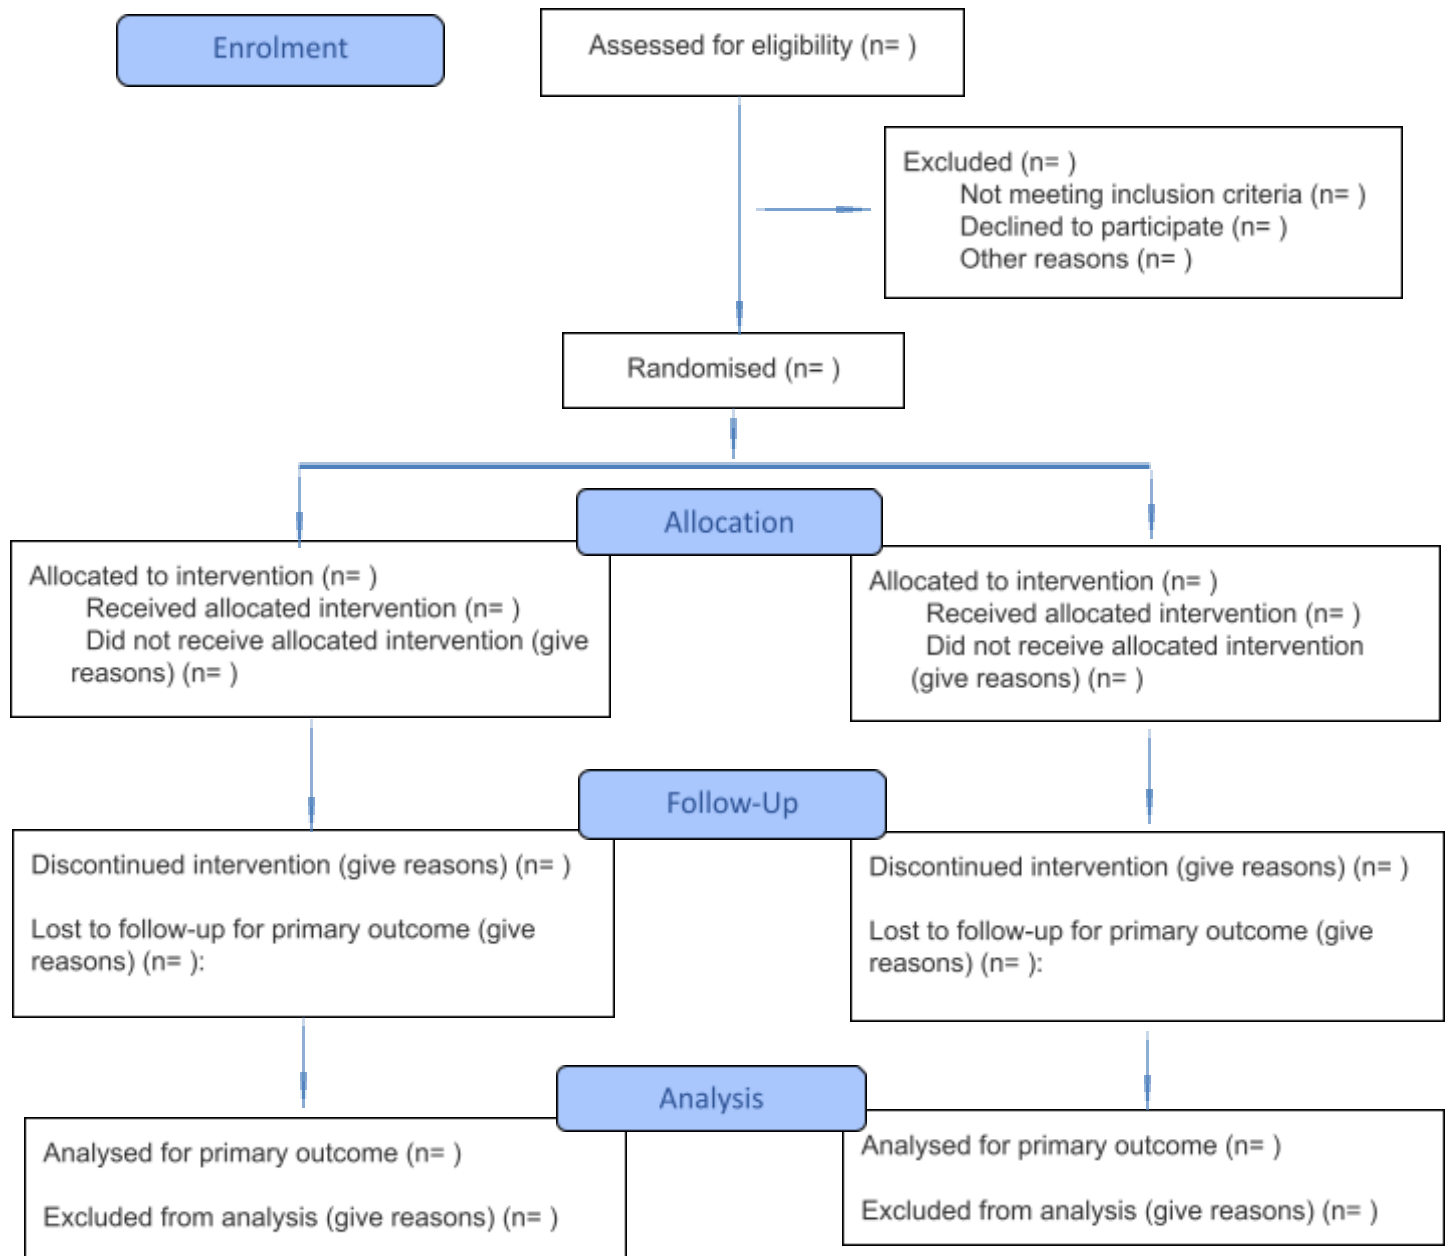 Enrolment
Assessed for eligibility (n= )
Excluded (n= )
Not meeting inclusion criteria (n= )
Declined to participate (n= )
Other reasons (n= )
Randomised (n= )
Allocation
Allocated to intervention (n= )
Received allocated intervention (n= )
Did not receive allocated intervention (give
reasons) (n= )
Allocated to intervention (n= )
Received allocated intervention (n= )
Did not receive allocated intervention
(give reasons) (n= )
Follow-Up
Discontinued intervention (give reasons) (n= )
Lost to follow-up for primary outcome (give
reasons) (n= ):
Discontinued intervention (give reasons) (n= )
Lost to follow-up for primary outcome (give
reasons) (n= ):
Analysis
Analysed for primary outcome (n= )
Excluded from analysis (give reasons) (n= )
Analysed for primary outcome (n= )
Excluded from analysis (give reasons) (n= )